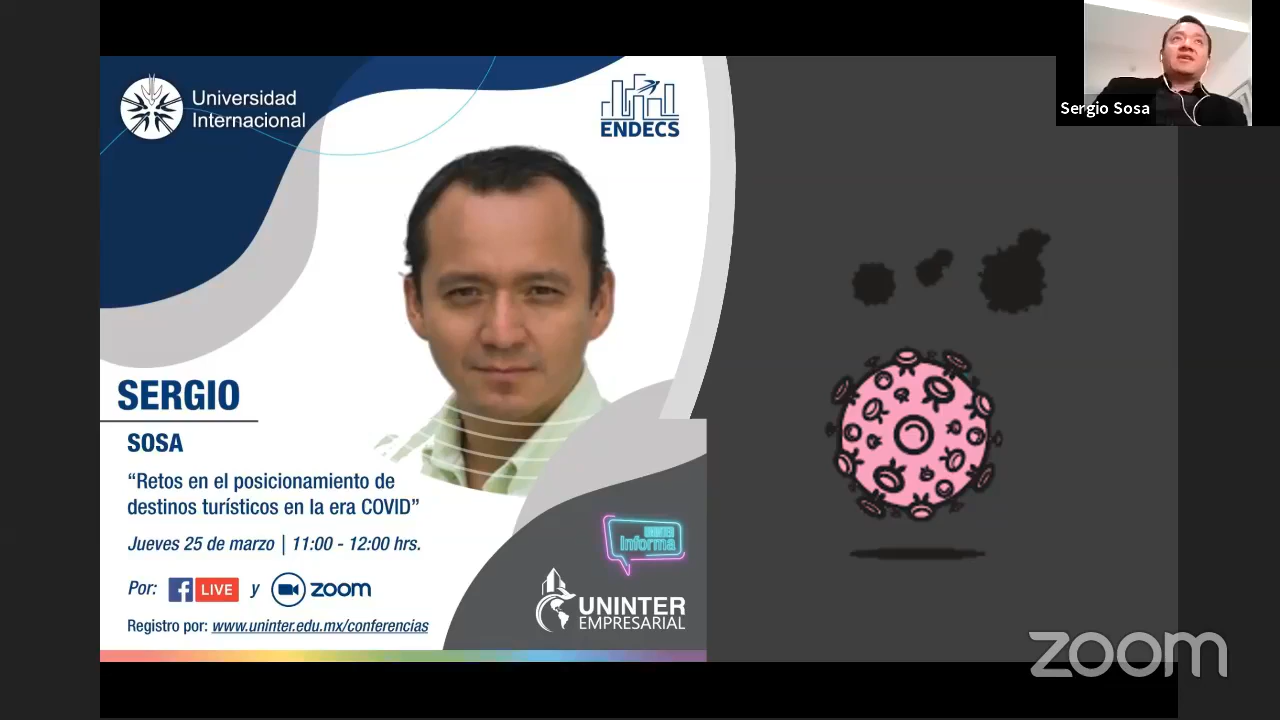 Universidad
Internacional
ENDECS
Sergio Sosa
SERGIO
SOSA
“Retos en el posicionamiento de
destinos turísticos en la era COVID”
Jueves 25 de marzo | 11:00 - 12:00 hrs.
Por: f LIVE y zoom
Registro por: www.uninter.edu.mx/conferencias
UNINTER
Informa
UNINTER
EMPRESARIAL
zoom